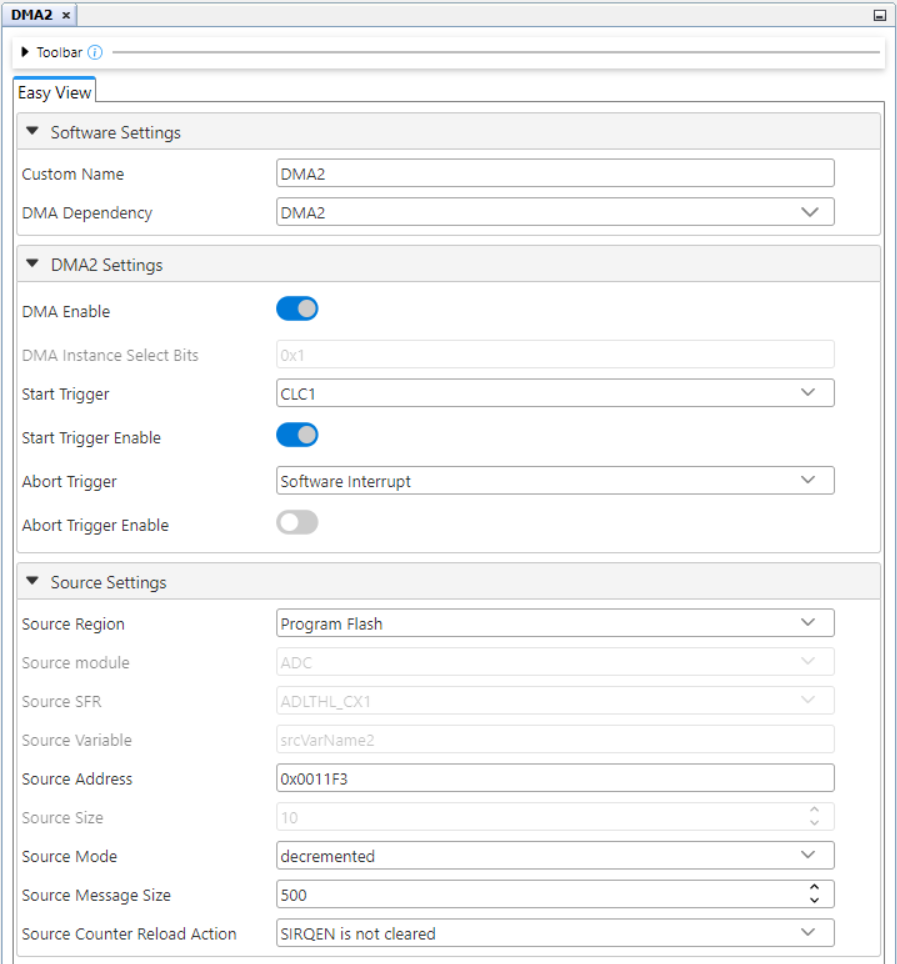 DMA2 ×
Toolbar
Easy View
Software Settings
Custom Name DMA2
DMA Dependency DMA2
DMA2 Settings
DMA Enable
DMA Instance Select Bits 0x1
Start Trigger CLC1
Start Trigger Enable
Abort Trigger Software Interrupt
Abort Trigger Enable
Source Settings
Source Region Program Flash
Source module ADC
Source SFR ADLTHL_CX1
Source Variable srcVarName2
Source Address 0x0011F3
Source Size 10
Source Mode decremented
Source Message Size 500
Source Counter Reload Action SIRQEN is not cleared